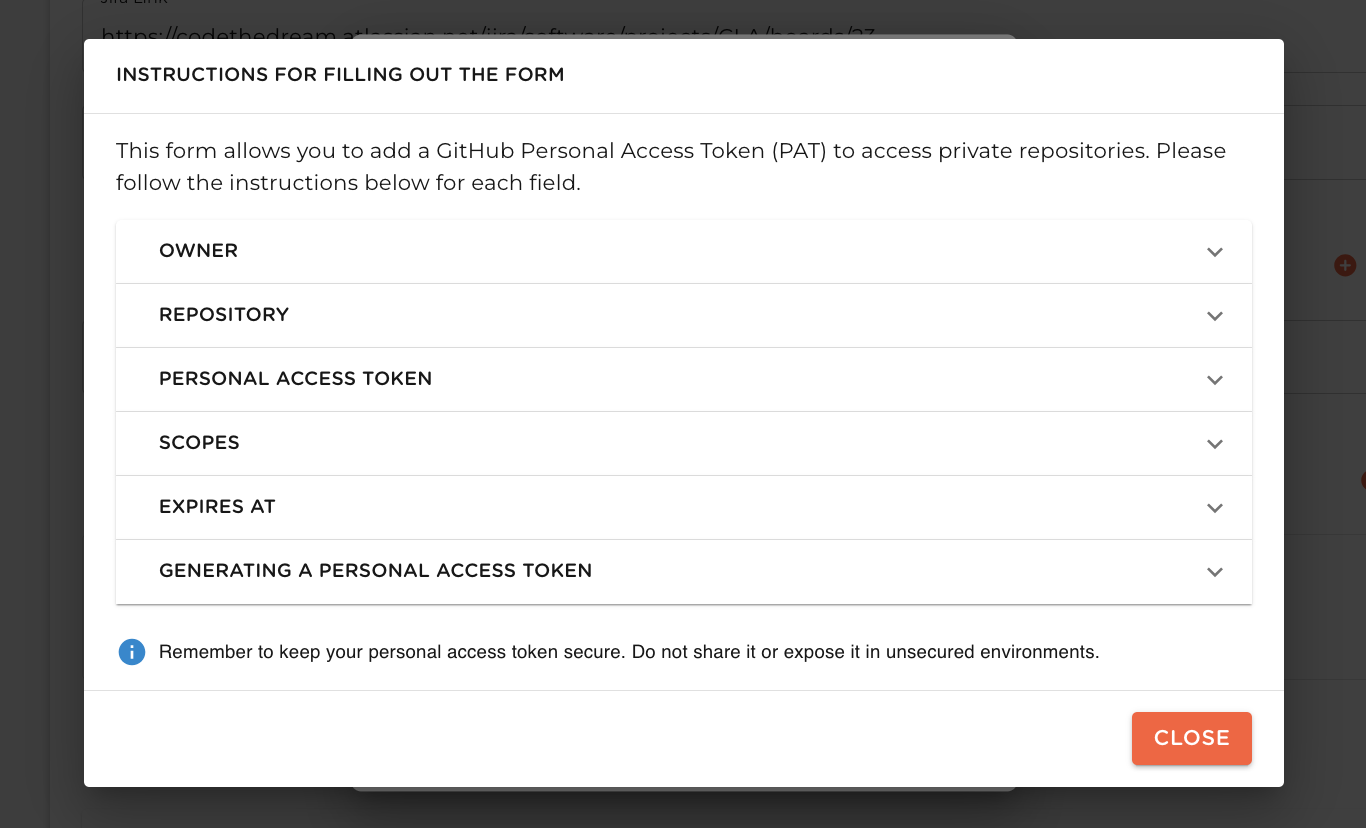 Jira Link
https://codethedream.atlassian.net/jira/software/projects/CLA/boards/23
INSTRUCTIONS FOR FILLING OUT THE FORM
This form allows you to add a GitHub Personal Access Token (PAT) to access private repositories. Please
follow the instructions below for each field.
OWNER
REPOSITORY
PERSONAL ACCESS TOKEN
SCOPES
EXPIRES AT
GENERATING A PERSONAL ACCESS TOKEN
Remember to keep your personal access token secure. Do not share it or expose it in unsecured environments.
CLOSE